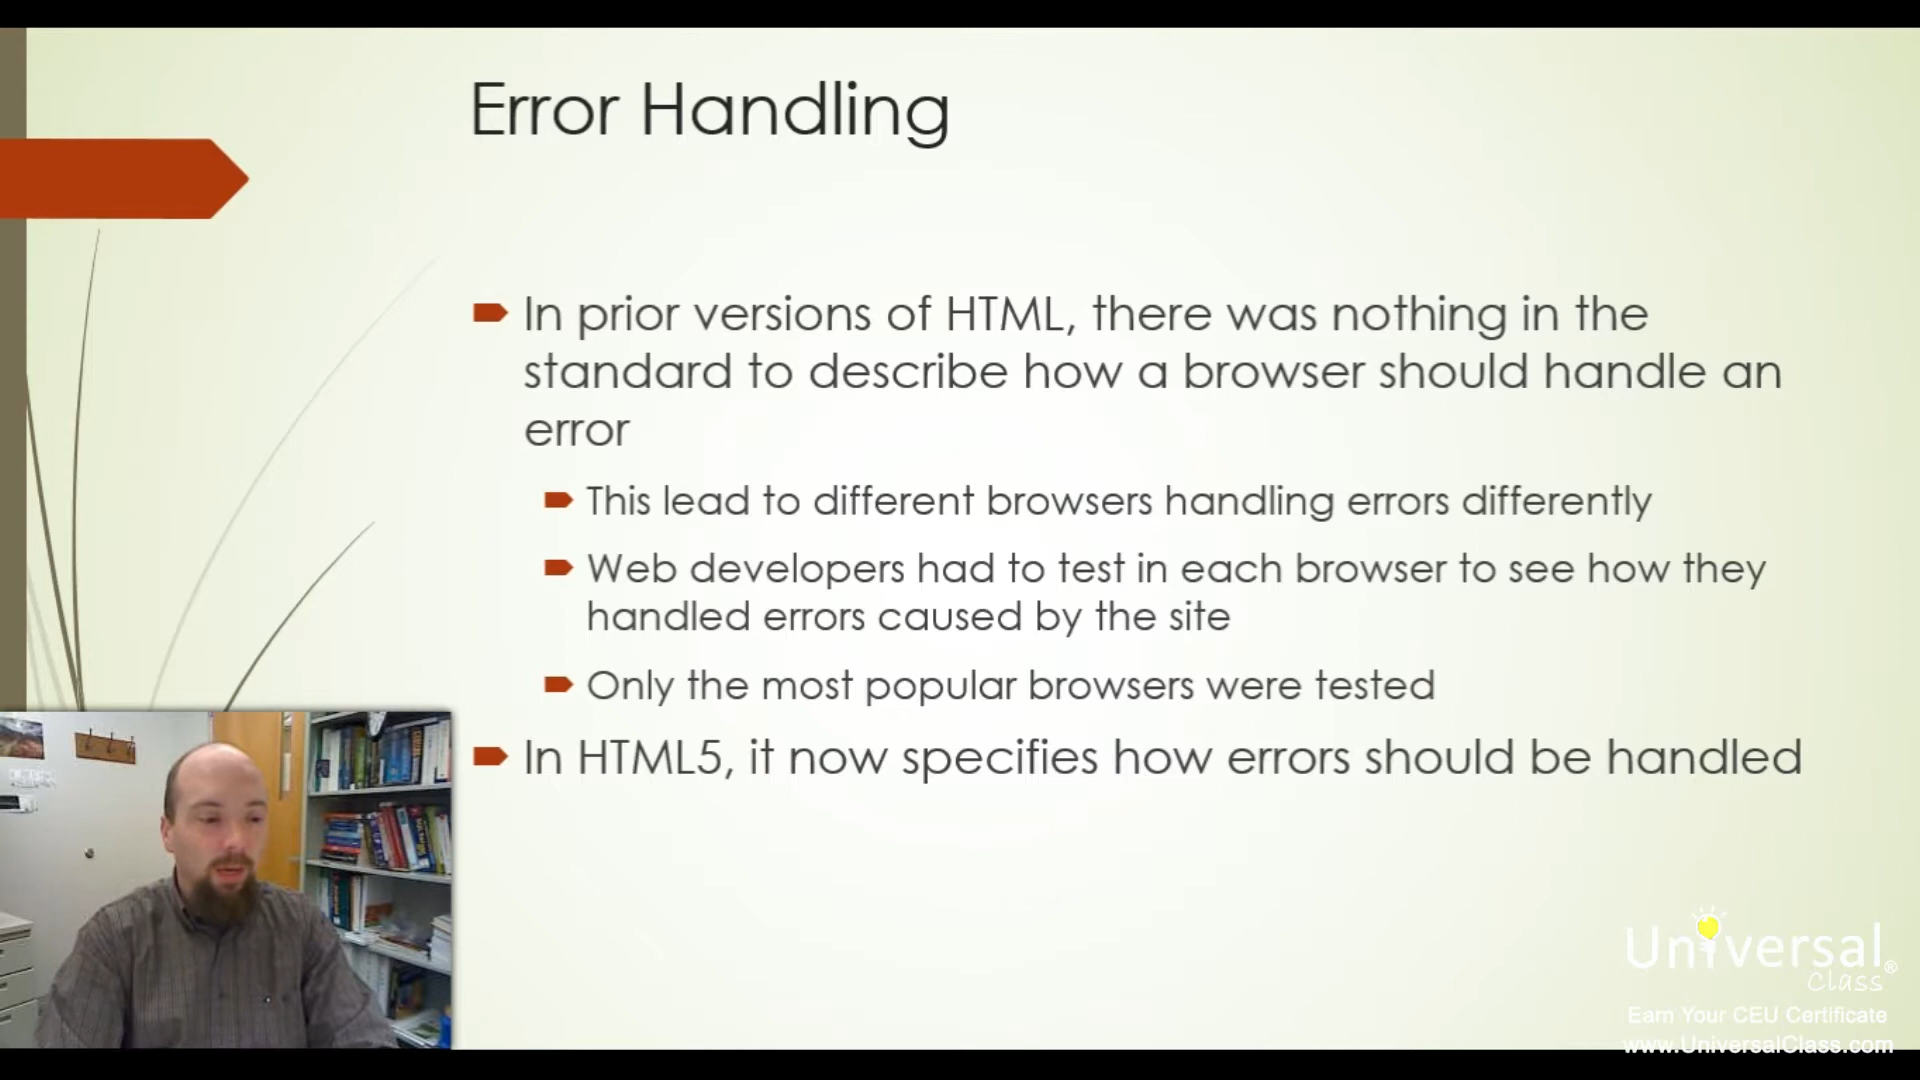 Error Handling
In prior versions of HTML, there was nothing in the
standard to describe how a browser should handle an
error
This lead to different browsers handling errors differently
Web developers had to test in each browser to see how they
handled errors caused by the site
Only the most popular browsers were tested
In HTML5, it now specifies how errors should be handled
Universal®
Class
Earn Your CEU Certificate
www.UniversalClass.com